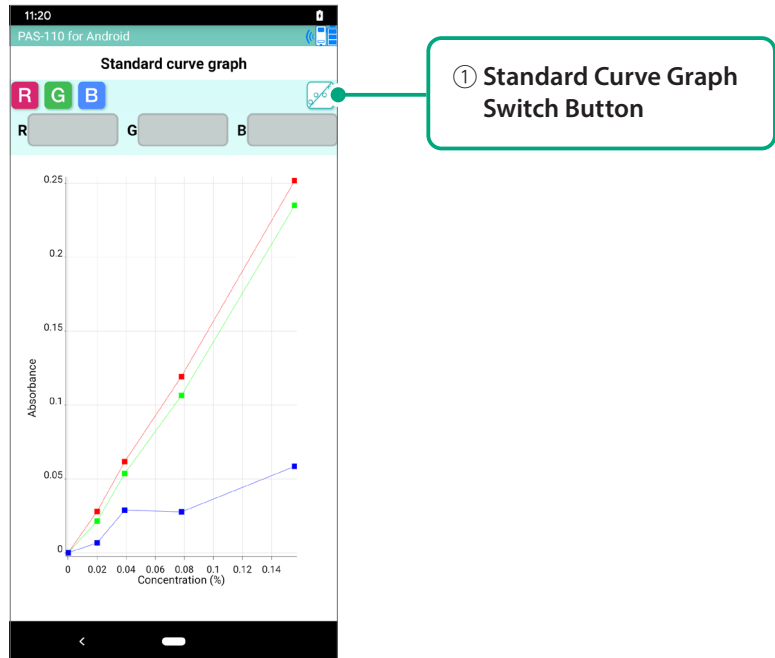 11:20
PAS-110 for Android
Standard curve graph
R G B
R G B
① Standard Curve Graph
Switch Button
0.25
0.2
0.15
0.1
0.05
0
Absorbance
0 0.02 0.04 0.06 0.08 0.1 0.12 0.14
Concentration (%)